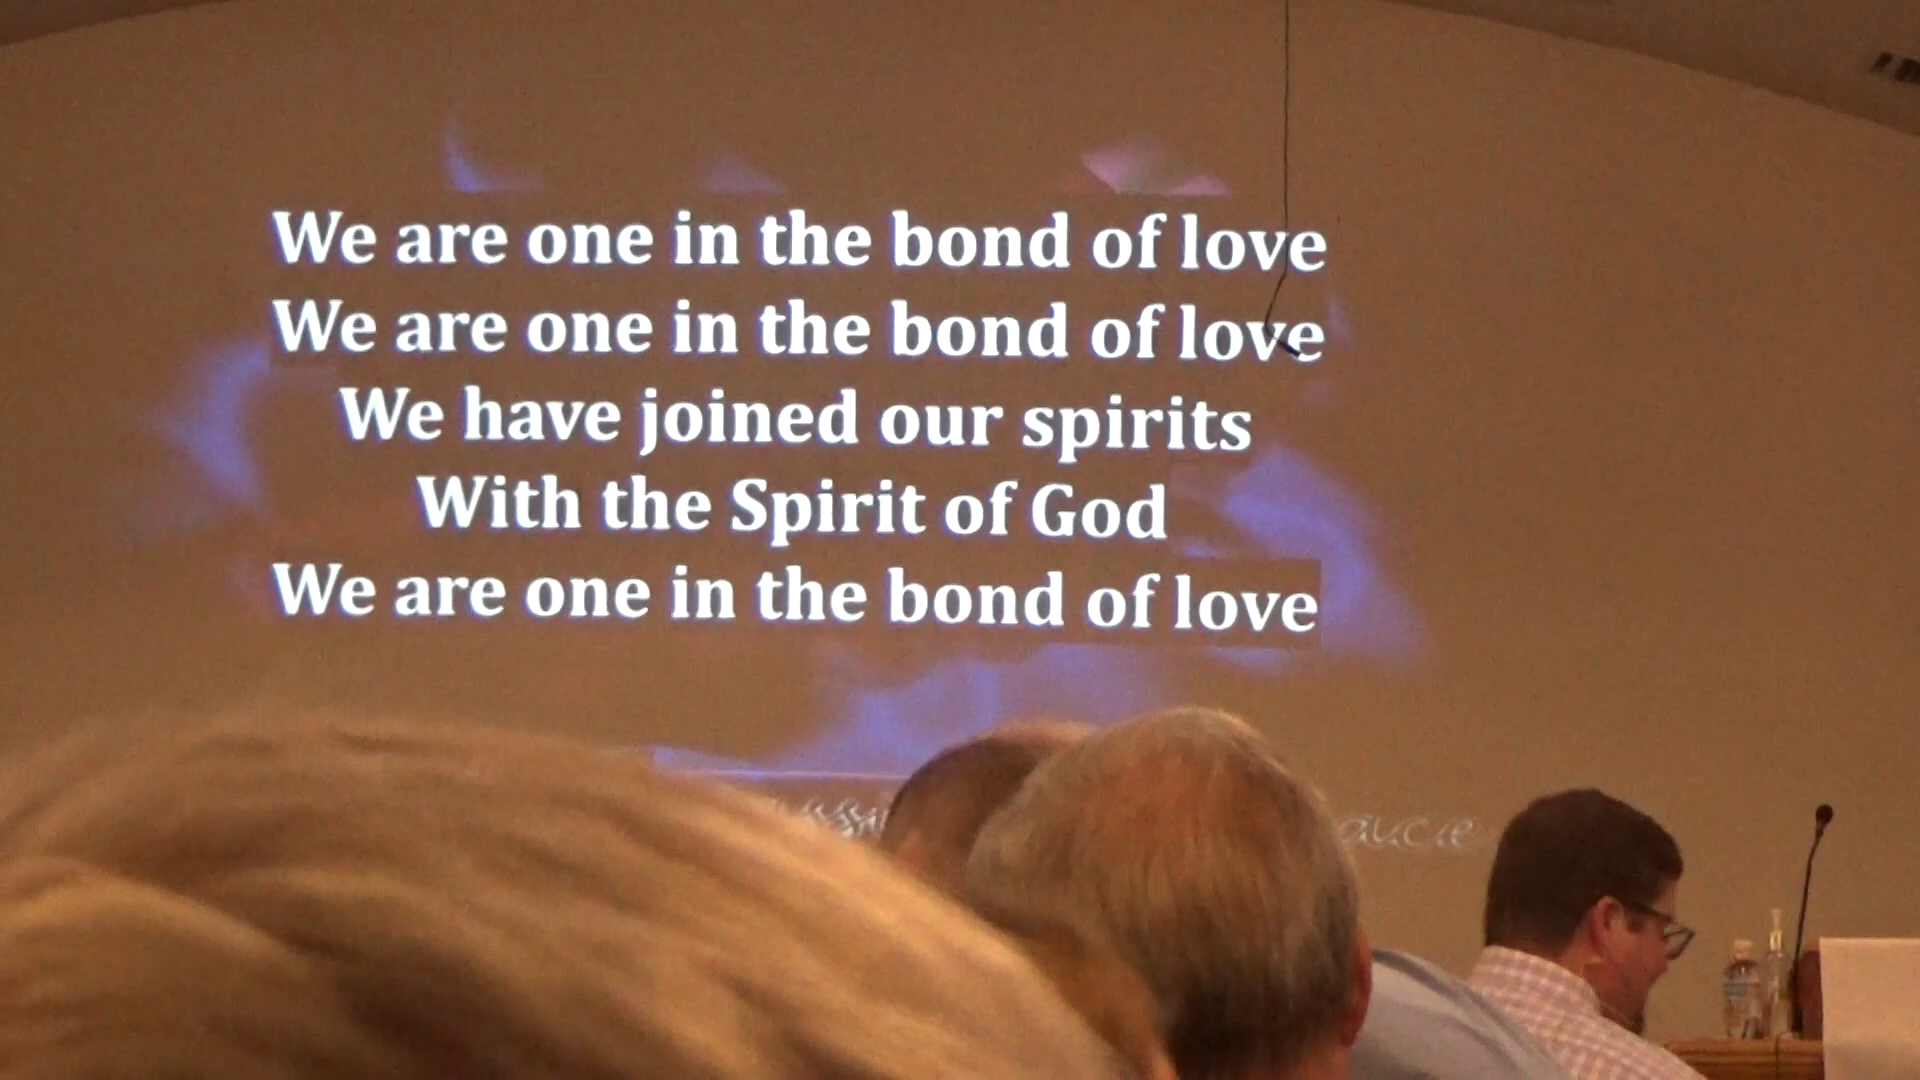 We are one in the bond of love
We are one in the bond of love
We have joined our spirits
With the Spirit of God
We are one in the bond of love